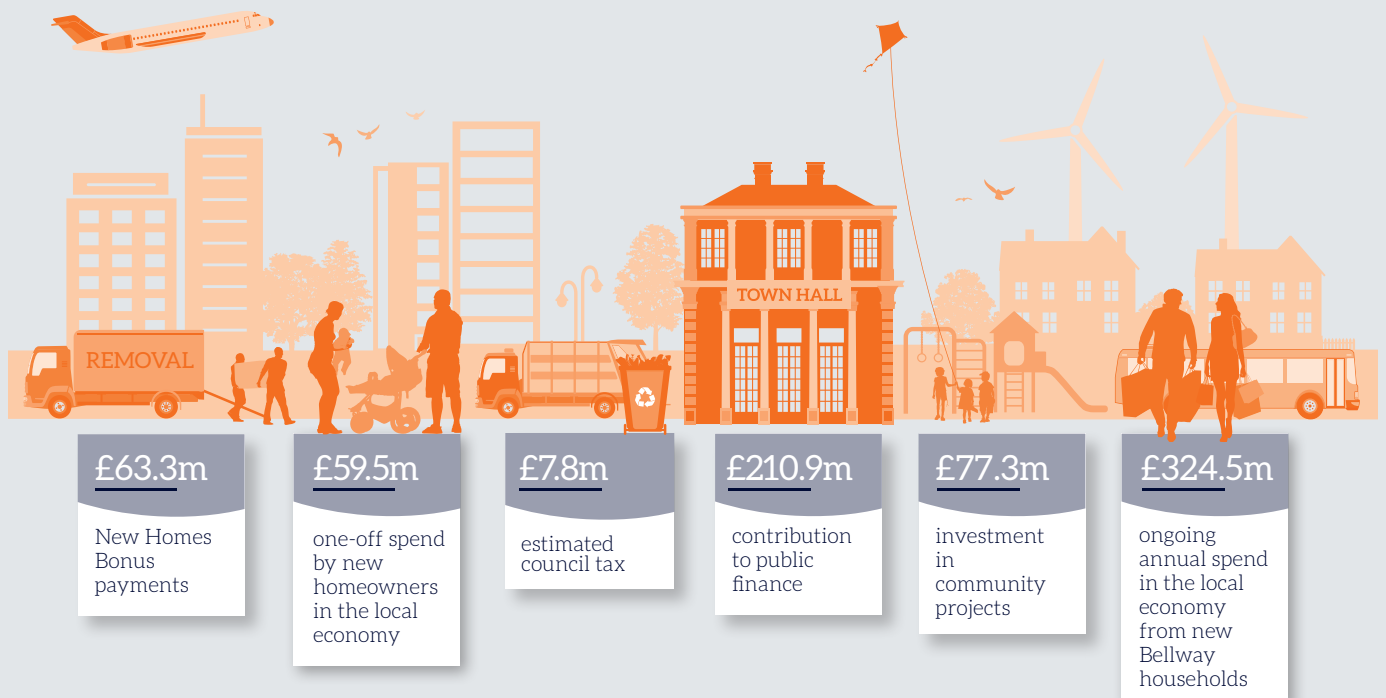 REMOVAL
TOWN HALL
£63.3m
New Homes
Bonus
payments
£59.5m
one-off spend
by new
homeowners
in the local
economy
£7.8m
estimated
council tax
£210.9m
contribution
to public
finance
£77.3m
investment
in
community
projects
£324.5m
ongoing
annual spend
in the local
economy
from new
Bellway
households